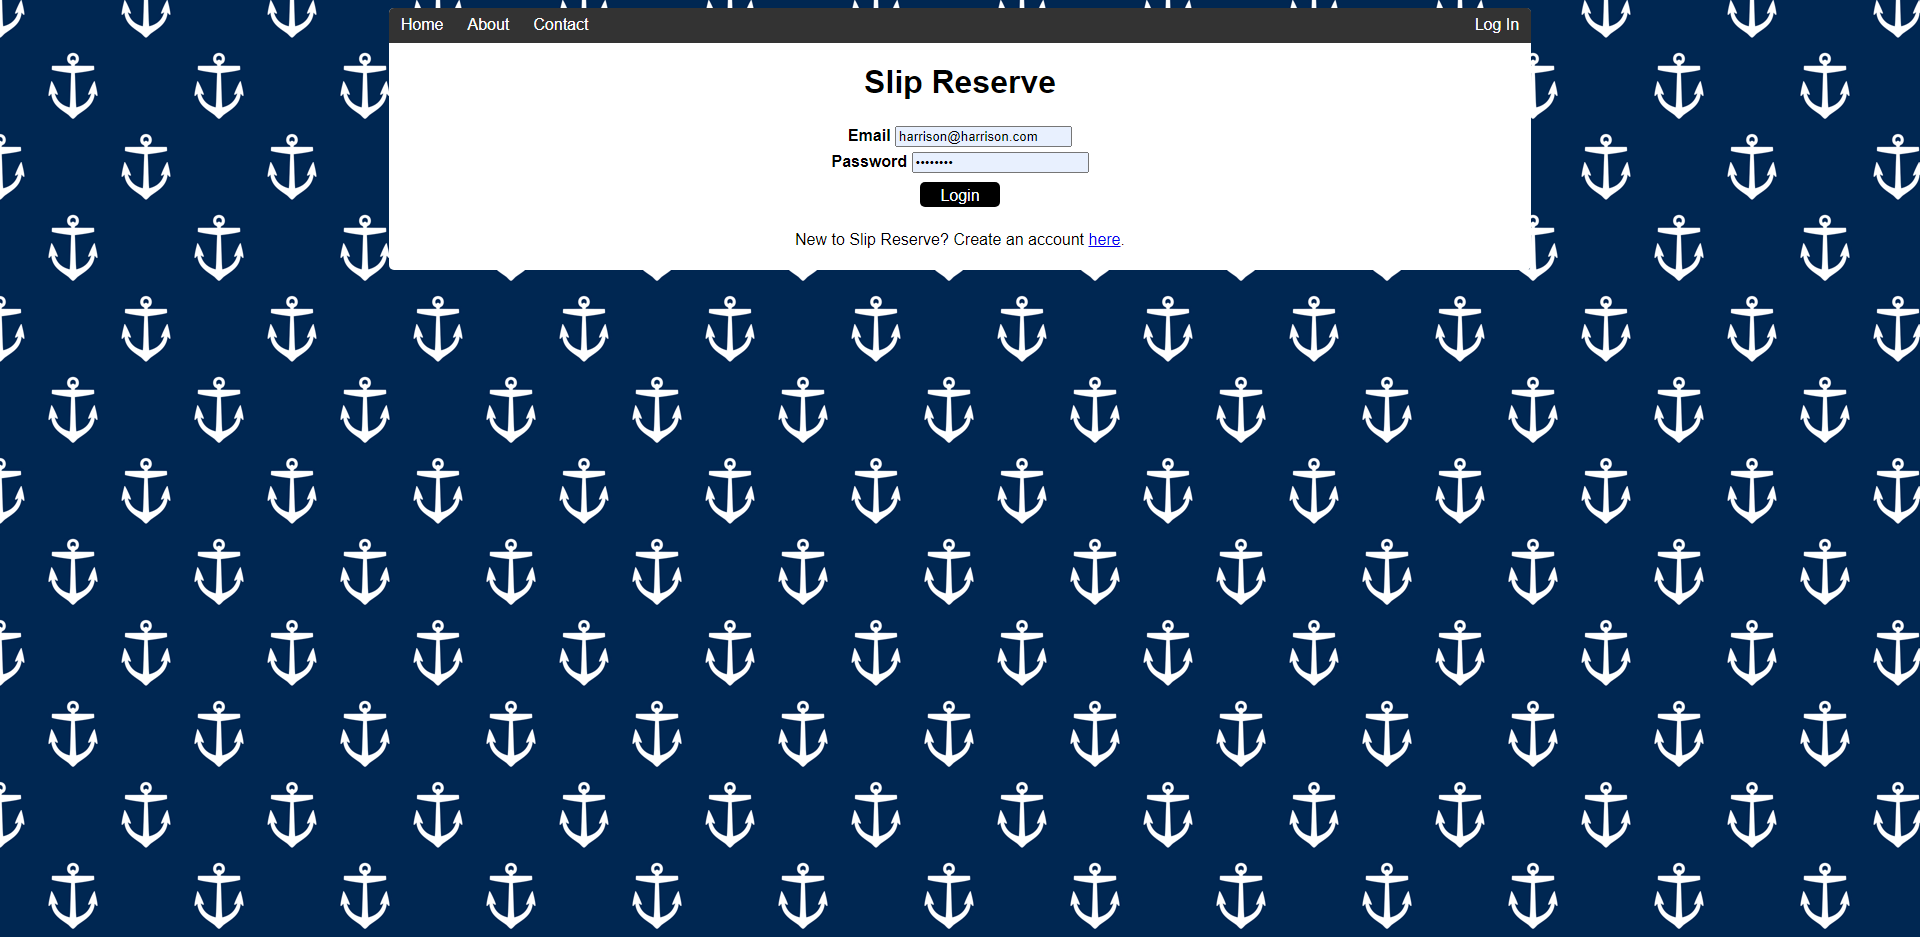 Home About Contact Log In
Slip Reserve
Email harrison@harrison.com
Password ••••••••
Login
New to Slip Reserve? Create an account here.